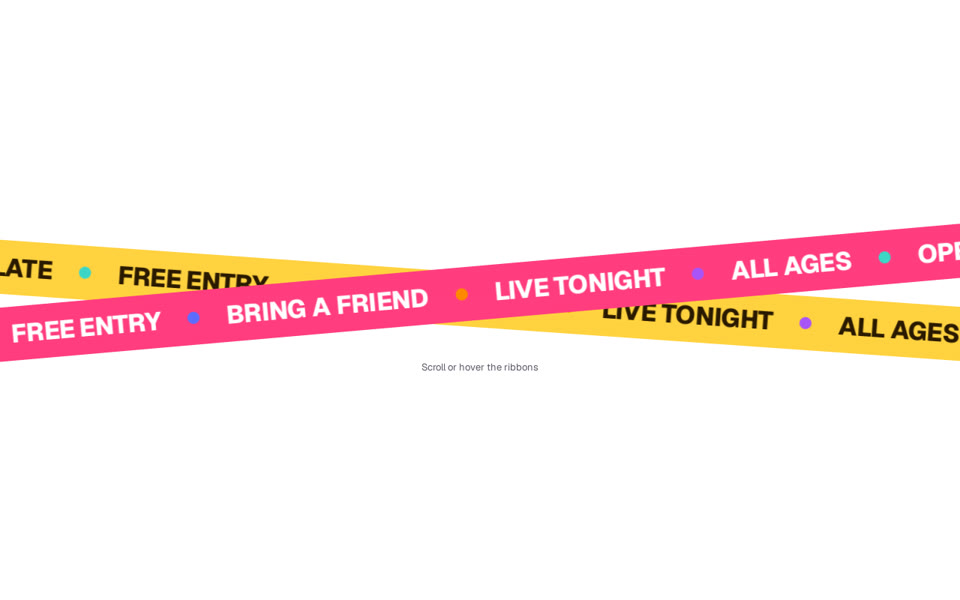 LATE FREE ENTRY
FREE ENTRY BRING A FRIEND LIVE TONIGHT ALL AGES OPE
LIVE TONIGHT ALL AGES
Scroll or hover the ribbons